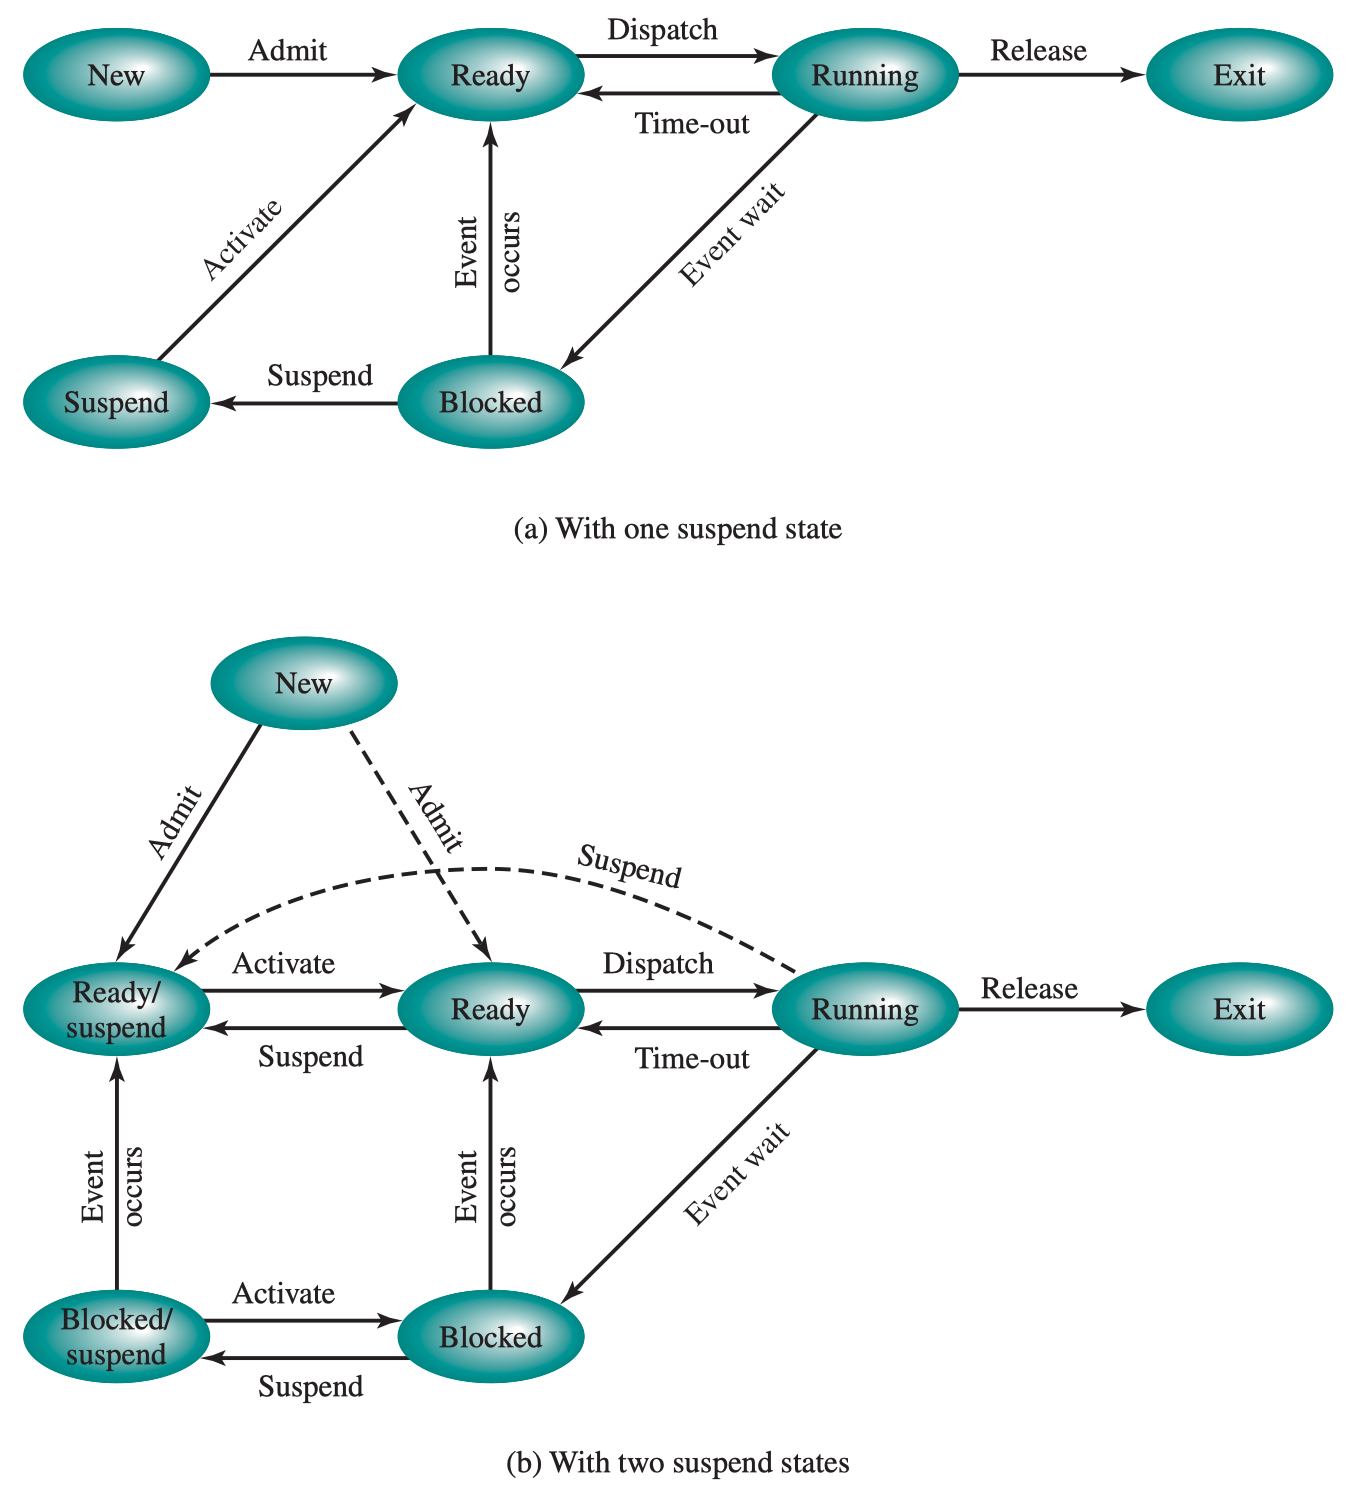 Dispatch
Admit
Release
New
Ready
Running
Exit
Time-out
Activate
Event
occurs
Event wait
Suspend
Suspend
Blocked
(a) With one suspend state
New
Admit
Admit
Suspend
Activate
Dispatch
Release
Ready/
suspend
Ready
Running
Exit
Suspend
Time-out
Event
occurs
Event
occurs
Event wait
Activate
Blocked/
suspend
Blocked
Suspend
(b) With two suspend states